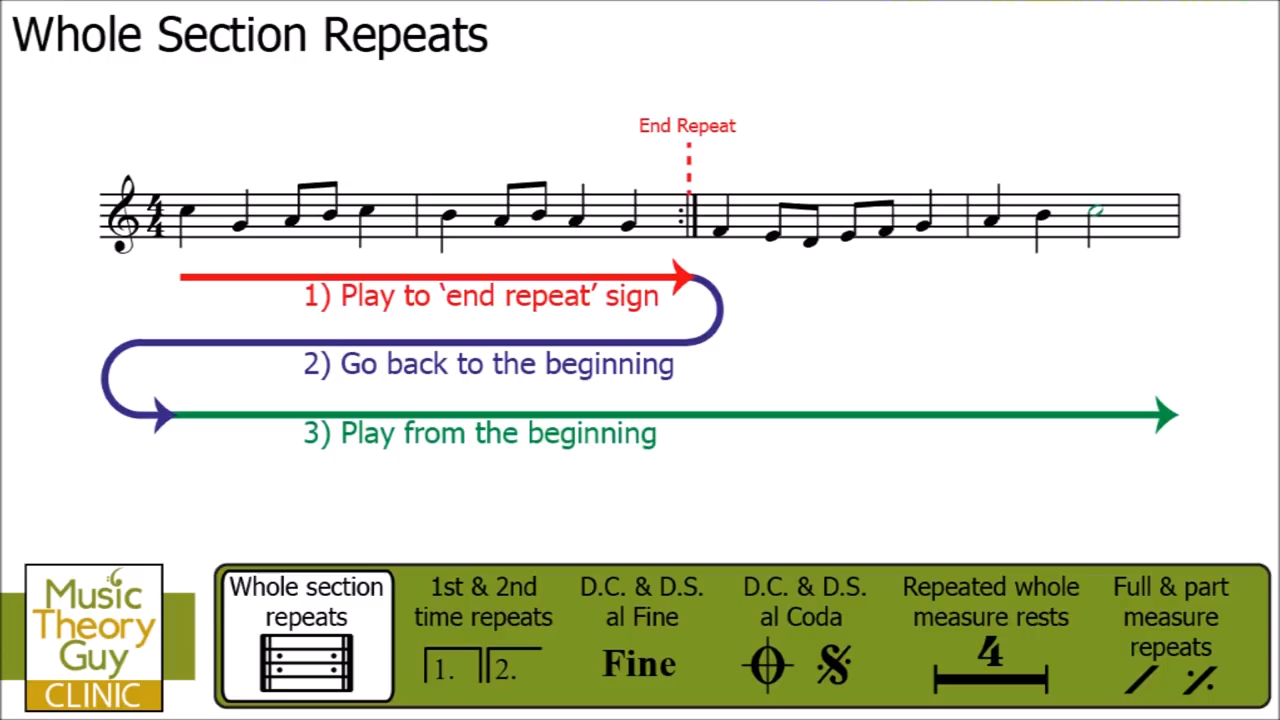 Whole Section Repeats
End Repeat
4
4
1) Play to ‘end repeat’ sign
2) Go back to the beginning
3) Play from the beginning
Music
Theory
Guy
CLINIC
Whole section
repeats
1st & 2nd
time repeats
1. 2.
D.C. & D.S.
al Fine
Fine
D.C. & D.S.
al Coda
Repeated whole
measure rests
4
Full & part
measure
repeats